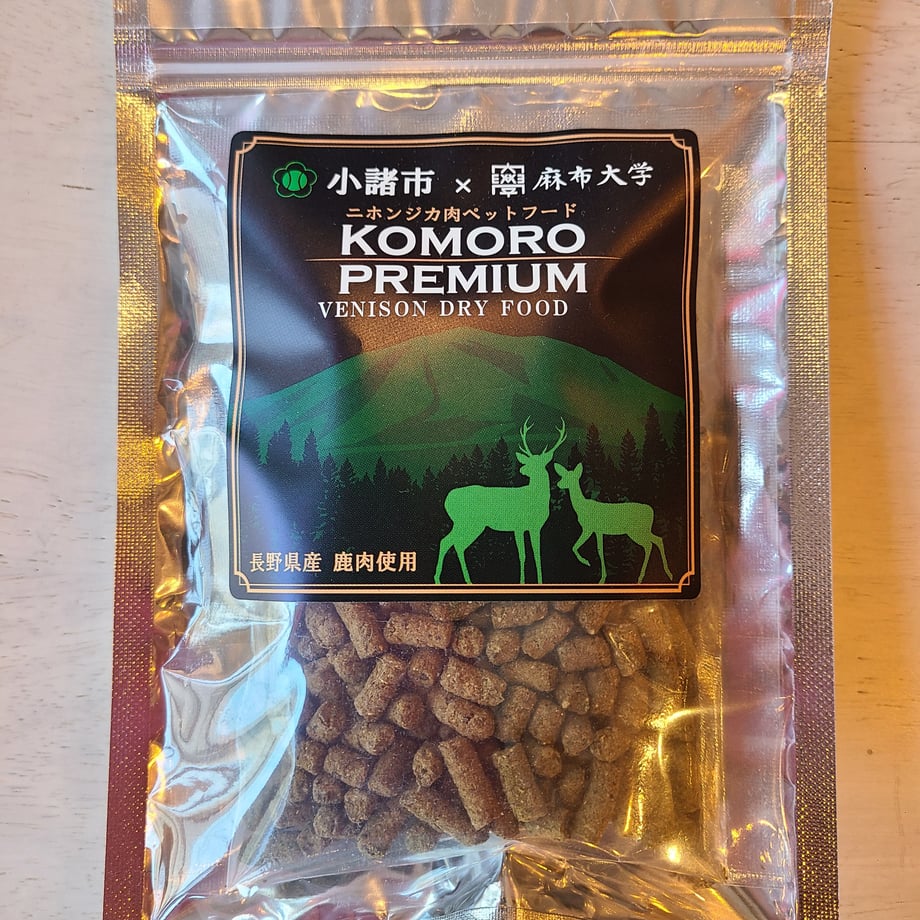 小諸市 × 麻布大学
ニホンジカ肉ペットフード
KOMORO
PREMIUM
VENISON DRY FOOD
長野県産 鹿肉使用